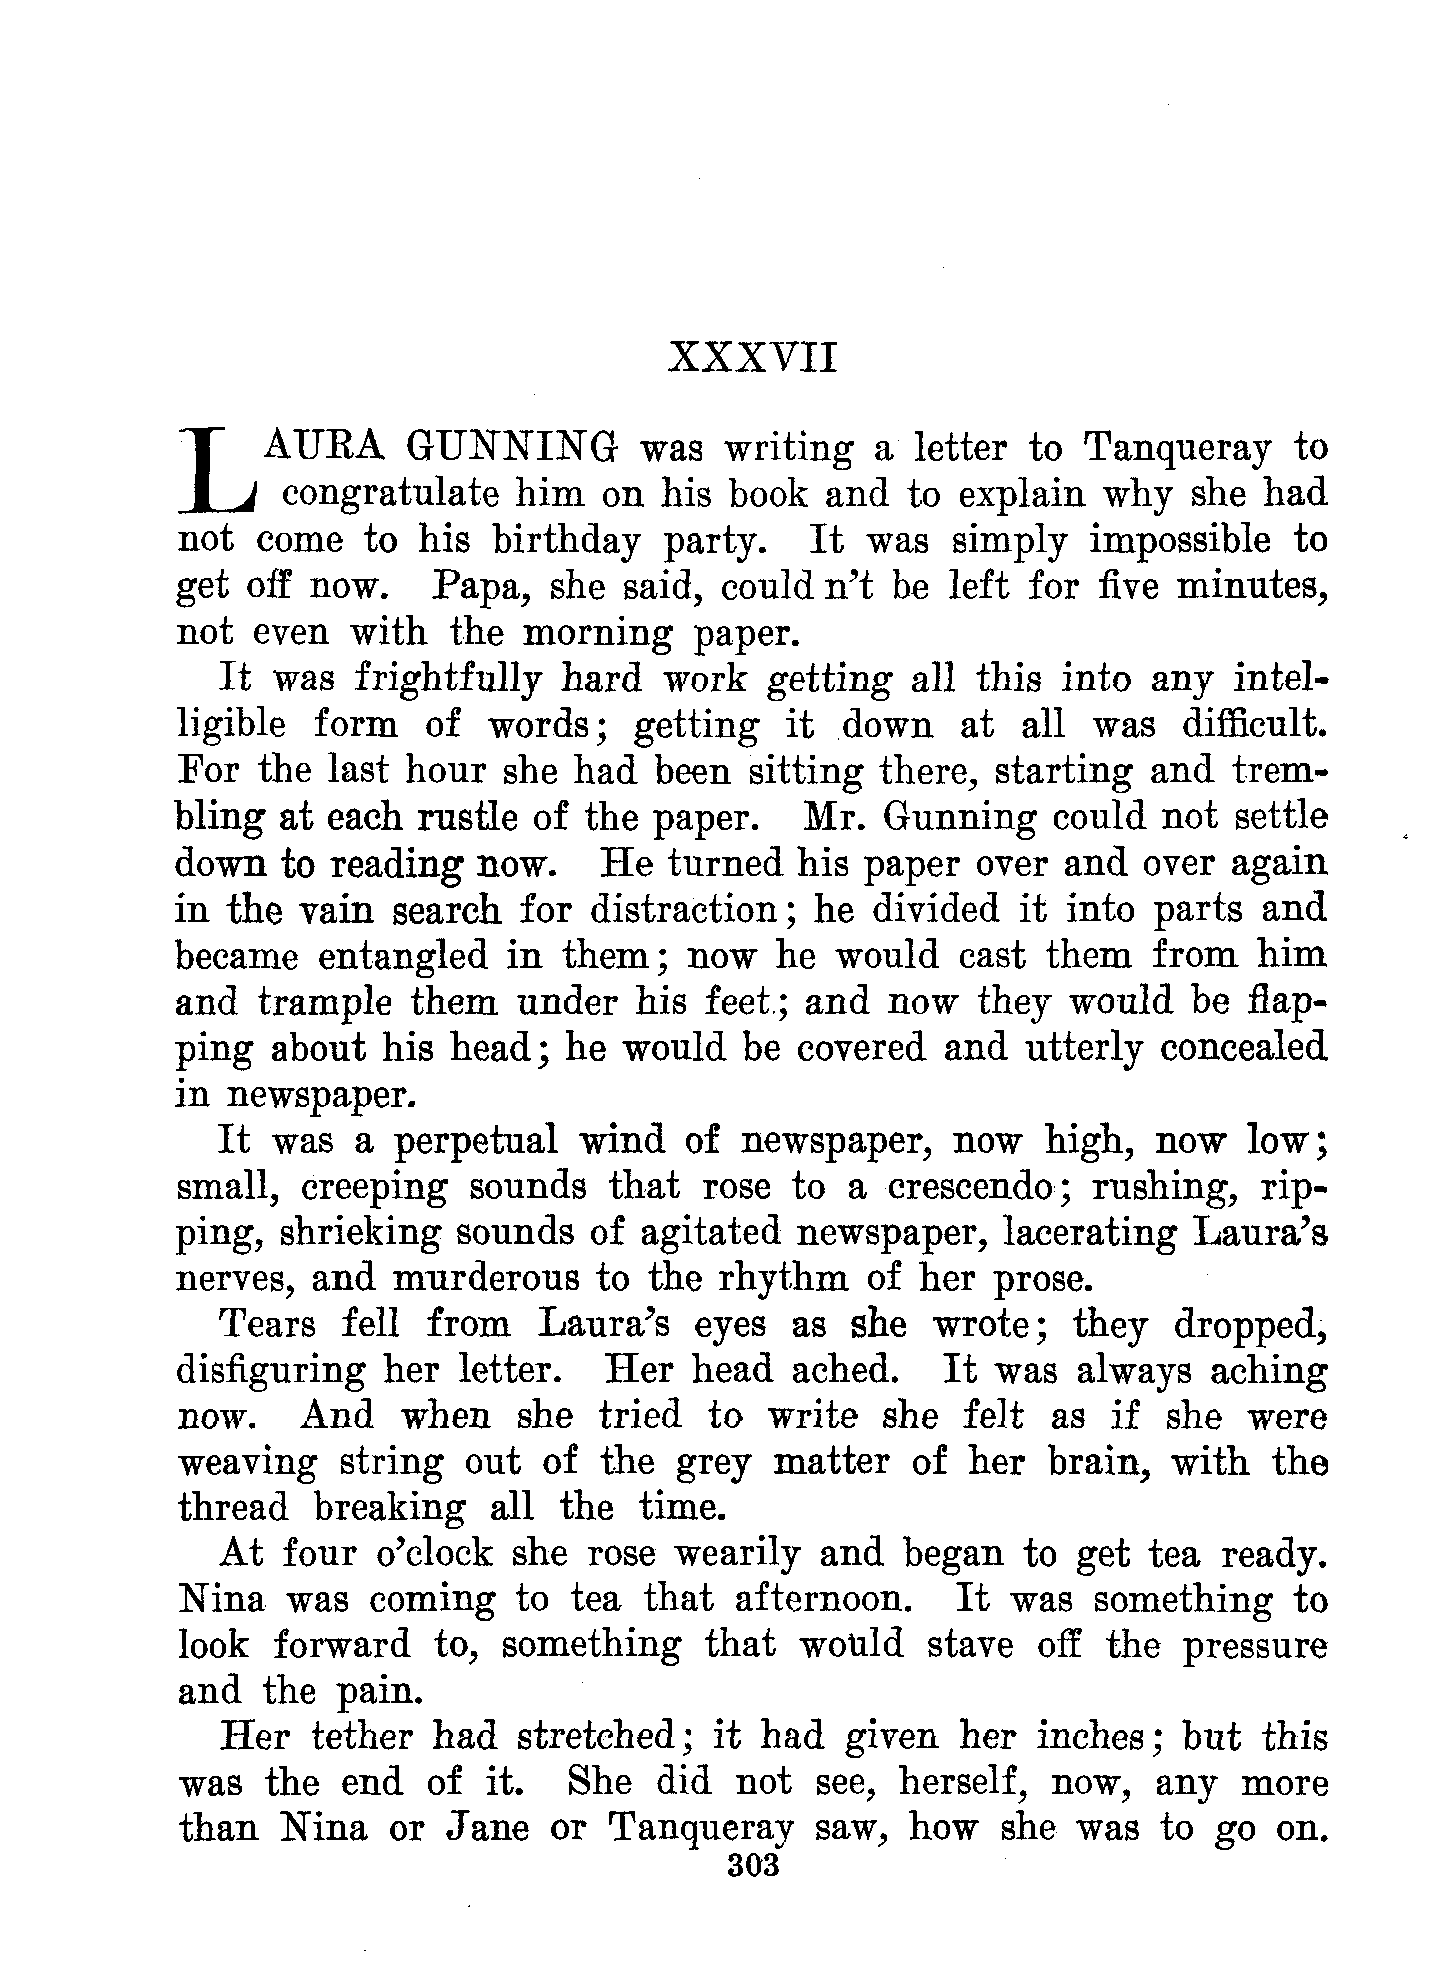 XXXVII
LAURA GUNNING was writing a letter to Tanqueray to
congratulate him on his book and to explain why she had
not come to his birthday party. It was simply impossible to
get off now. Papa, she said, could n't be left for five minutes,
not even with the morning paper.
It was frightfully hard work getting all this into any intel-
ligible form of words; getting it down at all was difficult.
For the last hour she had been sitting there, starting and trem-
bling at each rustle of the paper. Mr. Gunning could not settle
down to reading now. He turned his paper over and over again
in the vain search for distraction; he divided it into parts and
became entangled in them; now he would cast them from him
and trample them under his feet; and now they would be flap-
ping about his head; he would be covered and utterly concealed
in newspaper.
It was a perpetual wind of newspaper, now high, now low;
small, creeping sounds that rose to a crescendo; rushing, rip-
ping, shrieking sounds of agitated newspaper, lacerating Laura's
nerves, and murderous to the rhythm of her prose.
Tears fell from Laura's eyes as she wrote; they dropped,
disfiguring her letter. Her head ached. It was always aching
now. And when she tried to write she felt as if she were
weaving string out of the grey matter of her brain, with the
thread breaking all the time.
At four o'clock she rose wearily and began to get tea ready.
Nina was coming to tea that afternoon. It was something to
look forward to, something that would stave off the pressure
and the pain.
Her tether had stretched; it had given her inches; but this
was the end of it. She did not see, herself, now, any more
than Nina or Jane or Tanqueray saw, how she was to go on.
303